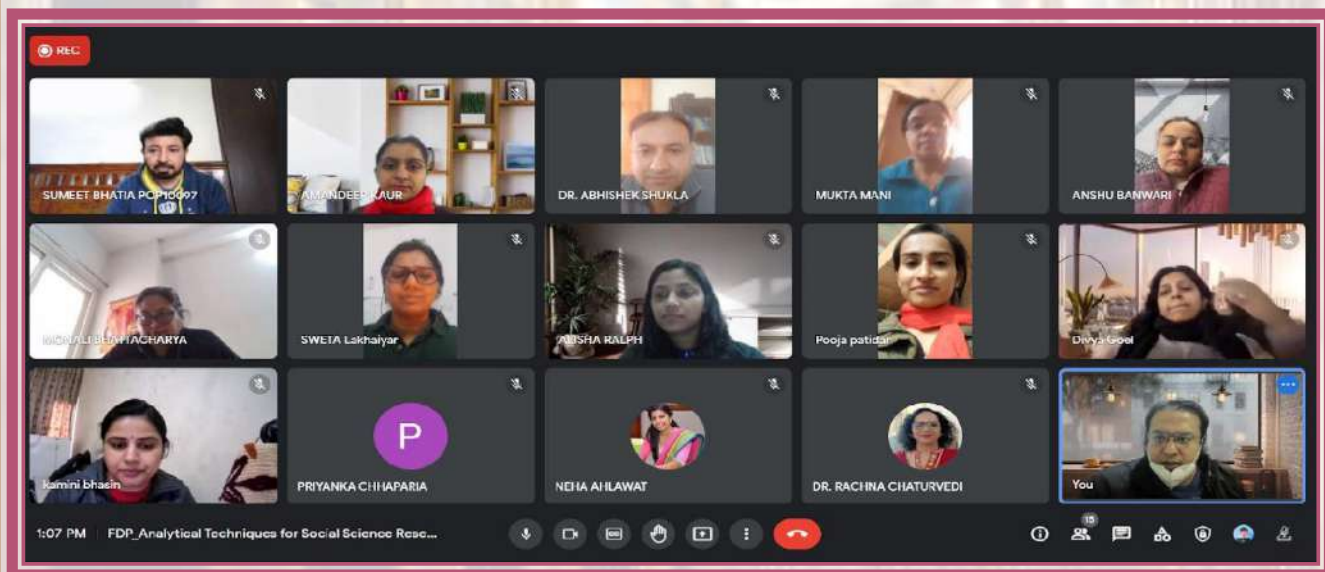 REC
SUMEET BHATIA POP10097
AMANDEEP KAUR
DR. ABHISHEK SHUKLA
MUKTA MANI
ANSHU BANWARI
MONALI BHATTACHARYA
SWETA Lakhaiyar
ALISHA RALPH
Pooja patidar
Divya Goel
kamini bhasin
P
PRIYANKA CHHAPARIA
NEHA AHLAWAT
DR. RACHNA CHATURVEDI
You
1:07 PM | FDP_Analytical Techniques for Social Science Rese...
15